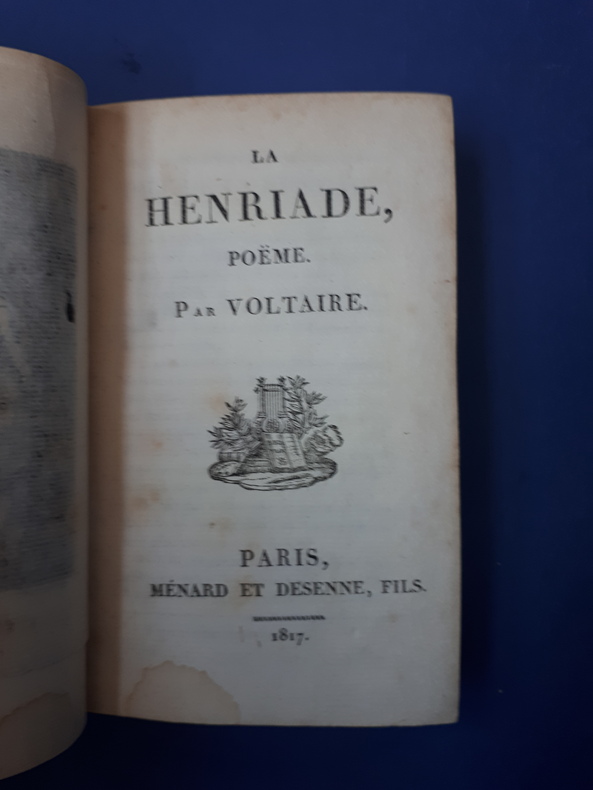 LA
HENRIADE,
POËME.
PAR VOLTAIRE.
PARIS,
MÉNARD ET DESENNE, FILS.
1817.